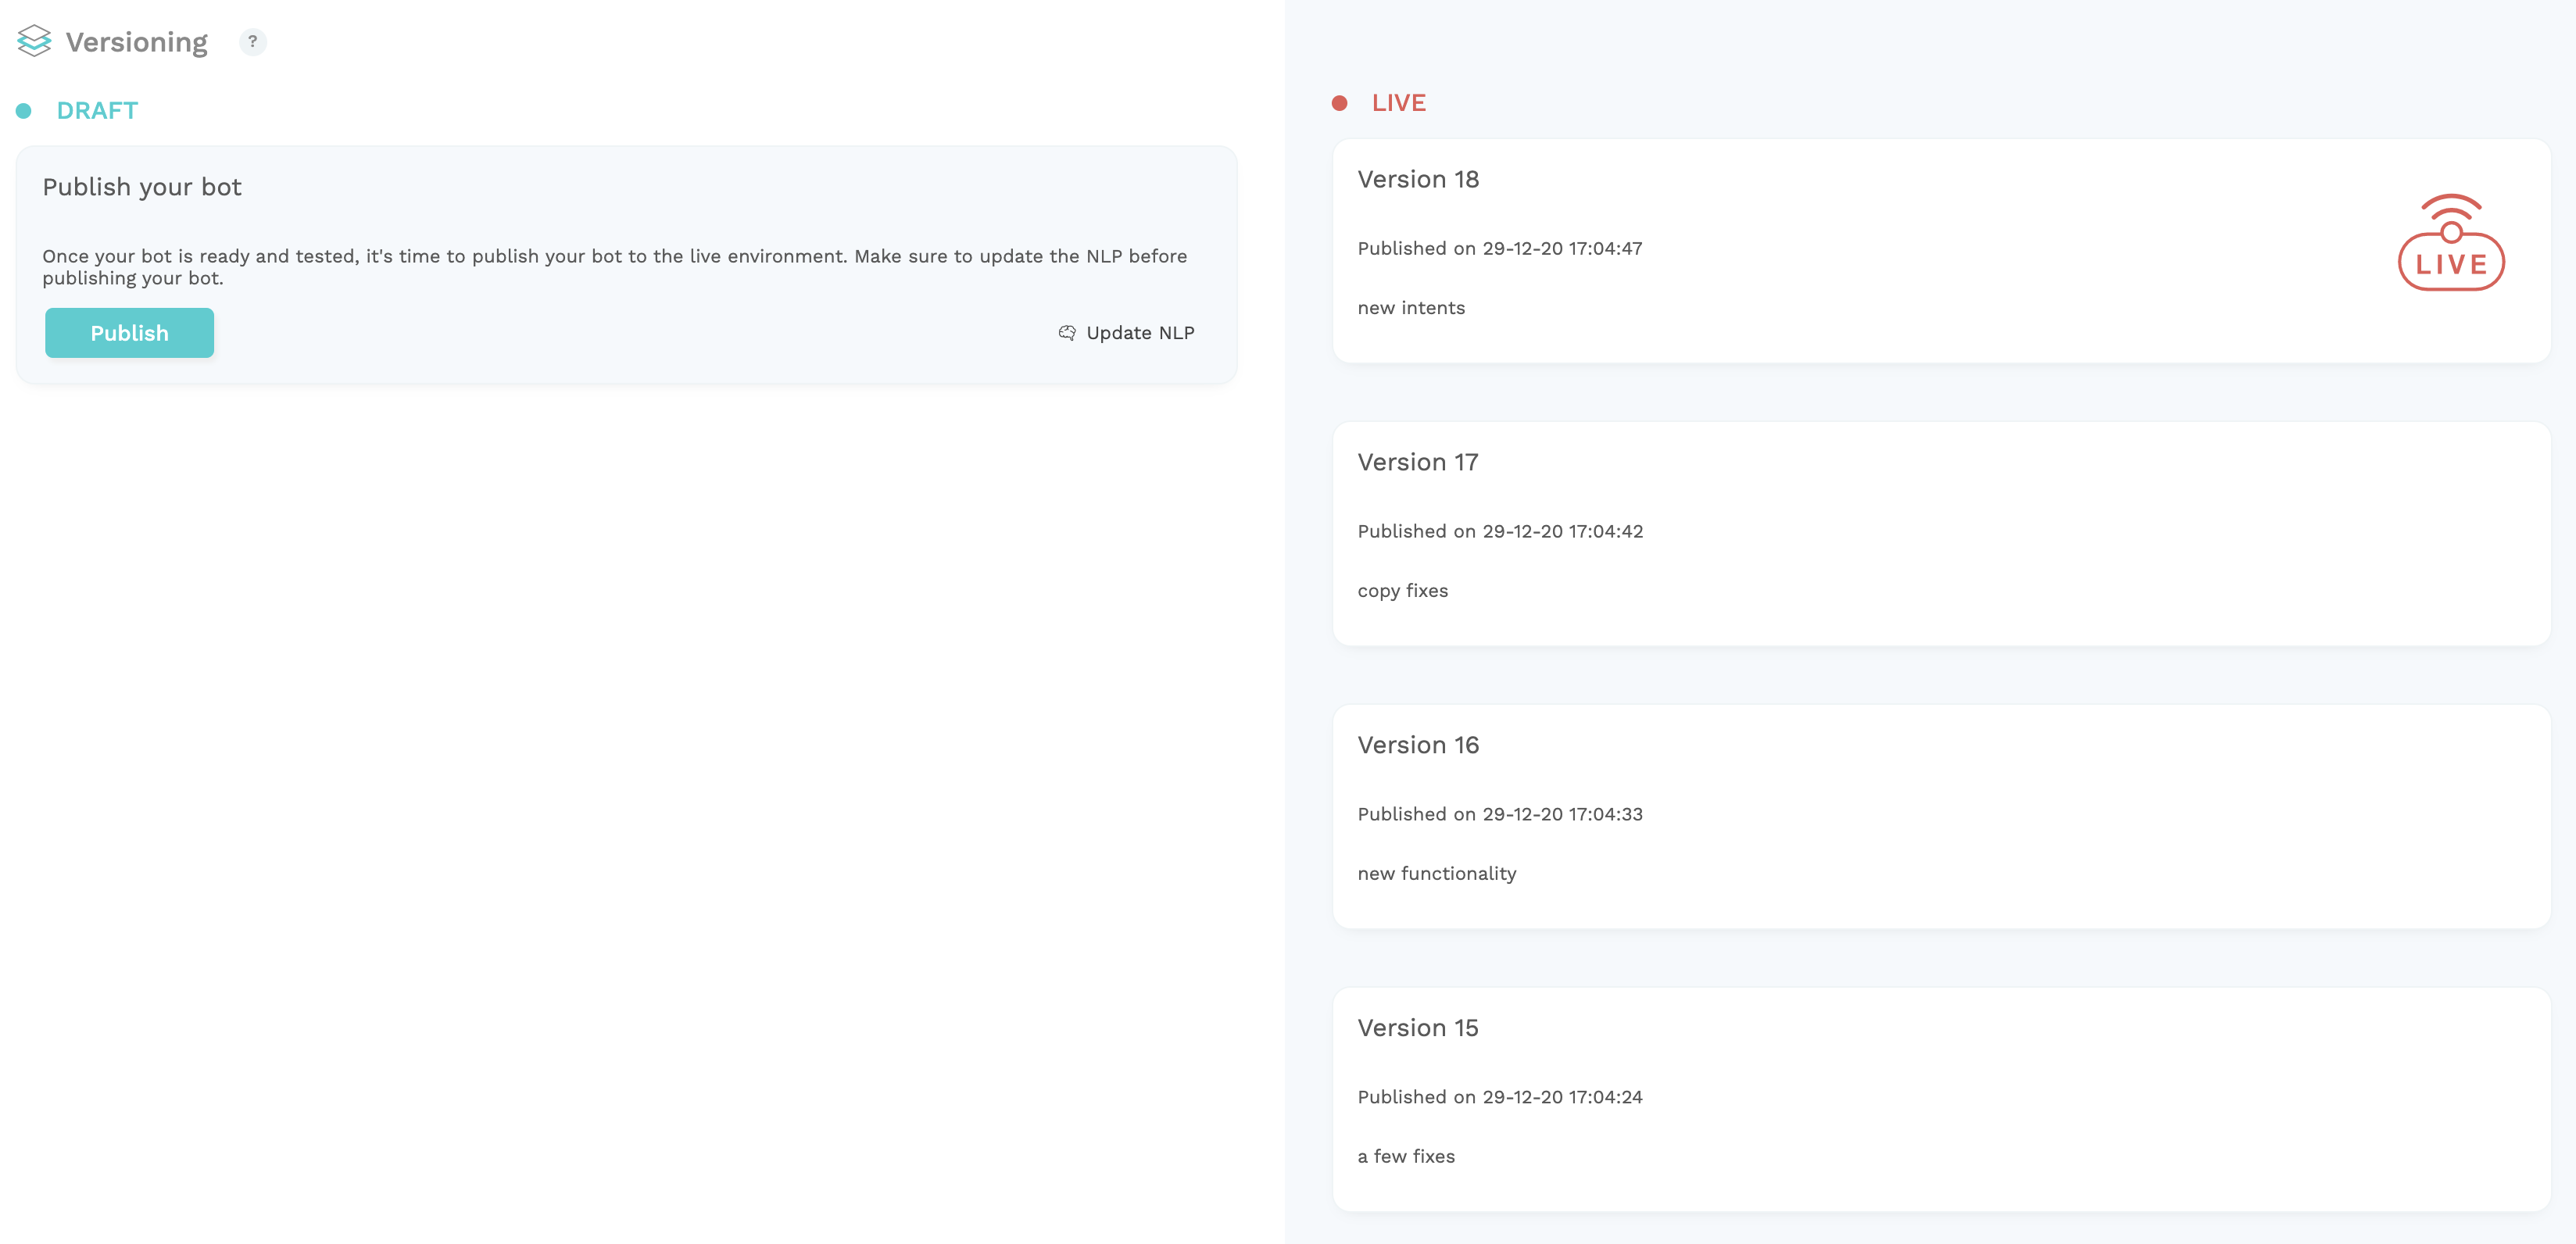 Versioning
?
DRAFT
Publish your bot
Once your bot is ready and tested, it's time to publish your bot to the live environment. Make sure to update the NLP before
publishing your bot.
Publish
Update NLP
LIVE
Version 18
Published on 29-12-20 17:04:47
new intents
LIVE
Version 17
Published on 29-12-20 17:04:42
copy fixes
Version 16
Published on 29-12-20 17:04:33
new functionality
Version 15
Published on 29-12-20 17:04:24
a few fixes